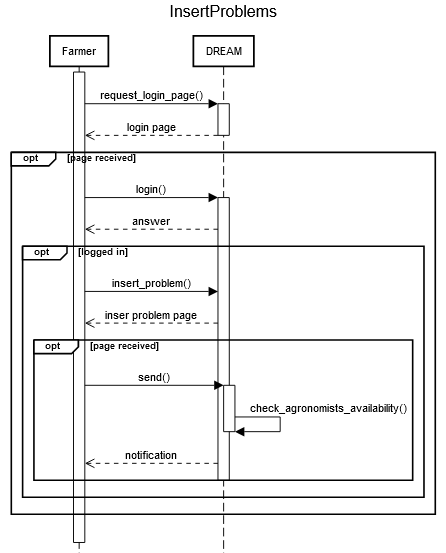 InsertProblems
Farmer
DREAM
request_login_page()
login page
opt
[page received]
login()
answer
opt
[logged in]
insert_problem()
inser problem page
opt
[page received]
send()
check_agronomists_availability()
notification